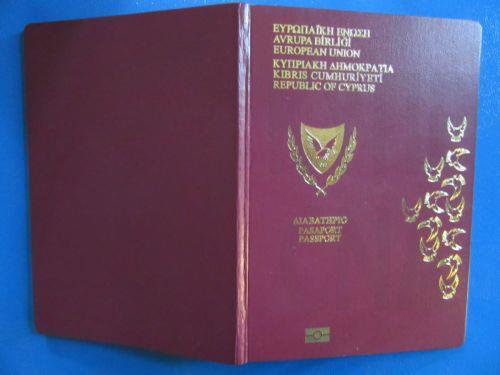 ΕΥΡΩΠΑΪΚΗ ΕΝΩΣΗ
AVRUPA BİRLİĞİ
EUROPEAN UNION
ΚΥΠΡΙΑΚΗ ΔΗΜΟΚΡΑΤΙΑ
KIBRIS CUMHURİYETİ
REPUBLIC OF CYPRUS
ΔΙΑΒΑΤΗΡΙΟ
PASAPORT
PASSPORT